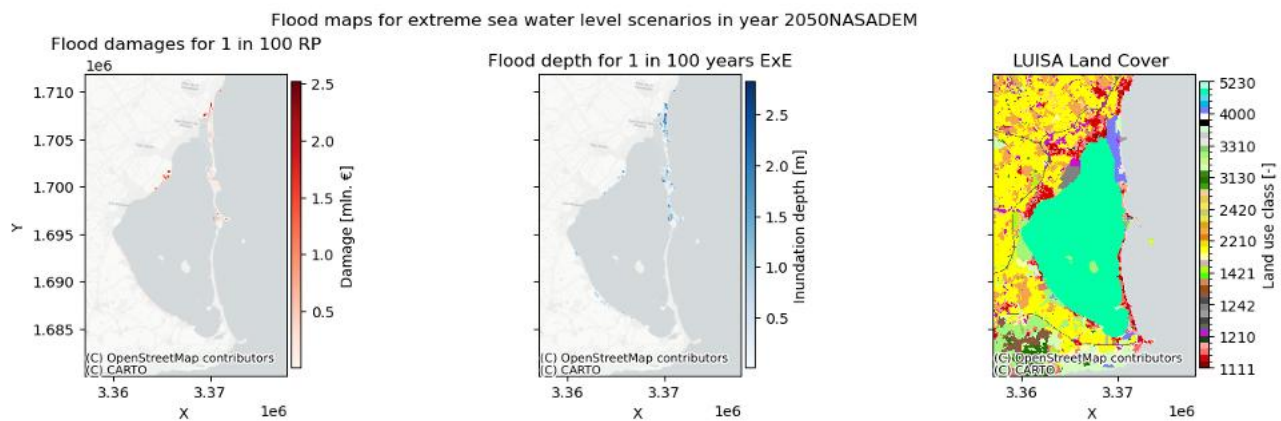 Flood maps for extreme sea water level scenarios in year 2050NASADEM
Flood damages for 1 in 100 RP
1e6
1.710
1.705
1.700
1.695
1.690
1.685
Y
(C) OpenStreetMap contributors
(C) CARTO
3.36
3.37
X
1e6
2.5
2.0
1.5
1.0
0.5
Damage [mln. €]
Flood depth for 1 in 100 years ExE
(C) OpenStreetMap contributors
(C) CARTO
3.36
3.37
X
1e6
2.5
2.0
1.5
1.0
0.5
Inundation depth [m]
LUISA Land Cover
(C) OpenStreetMap contributors
(C) CARTO
3.36
3.37
X
1e6
5230
4000
3310
3130
2420
2210
1421
1242
1210
1111
Land use class [-]